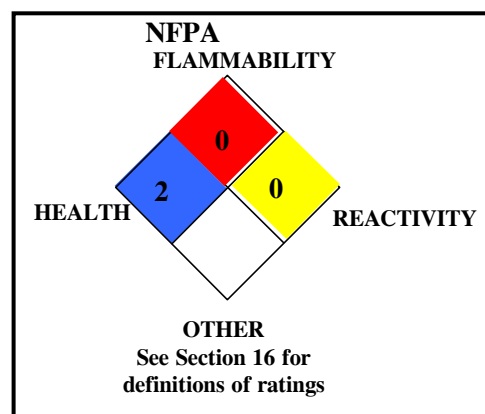 NFPA
FLAMMABILITY
0
2
0
HEALTH
REACTIVITY
OTHER
See Section 16 for
definitions of ratings